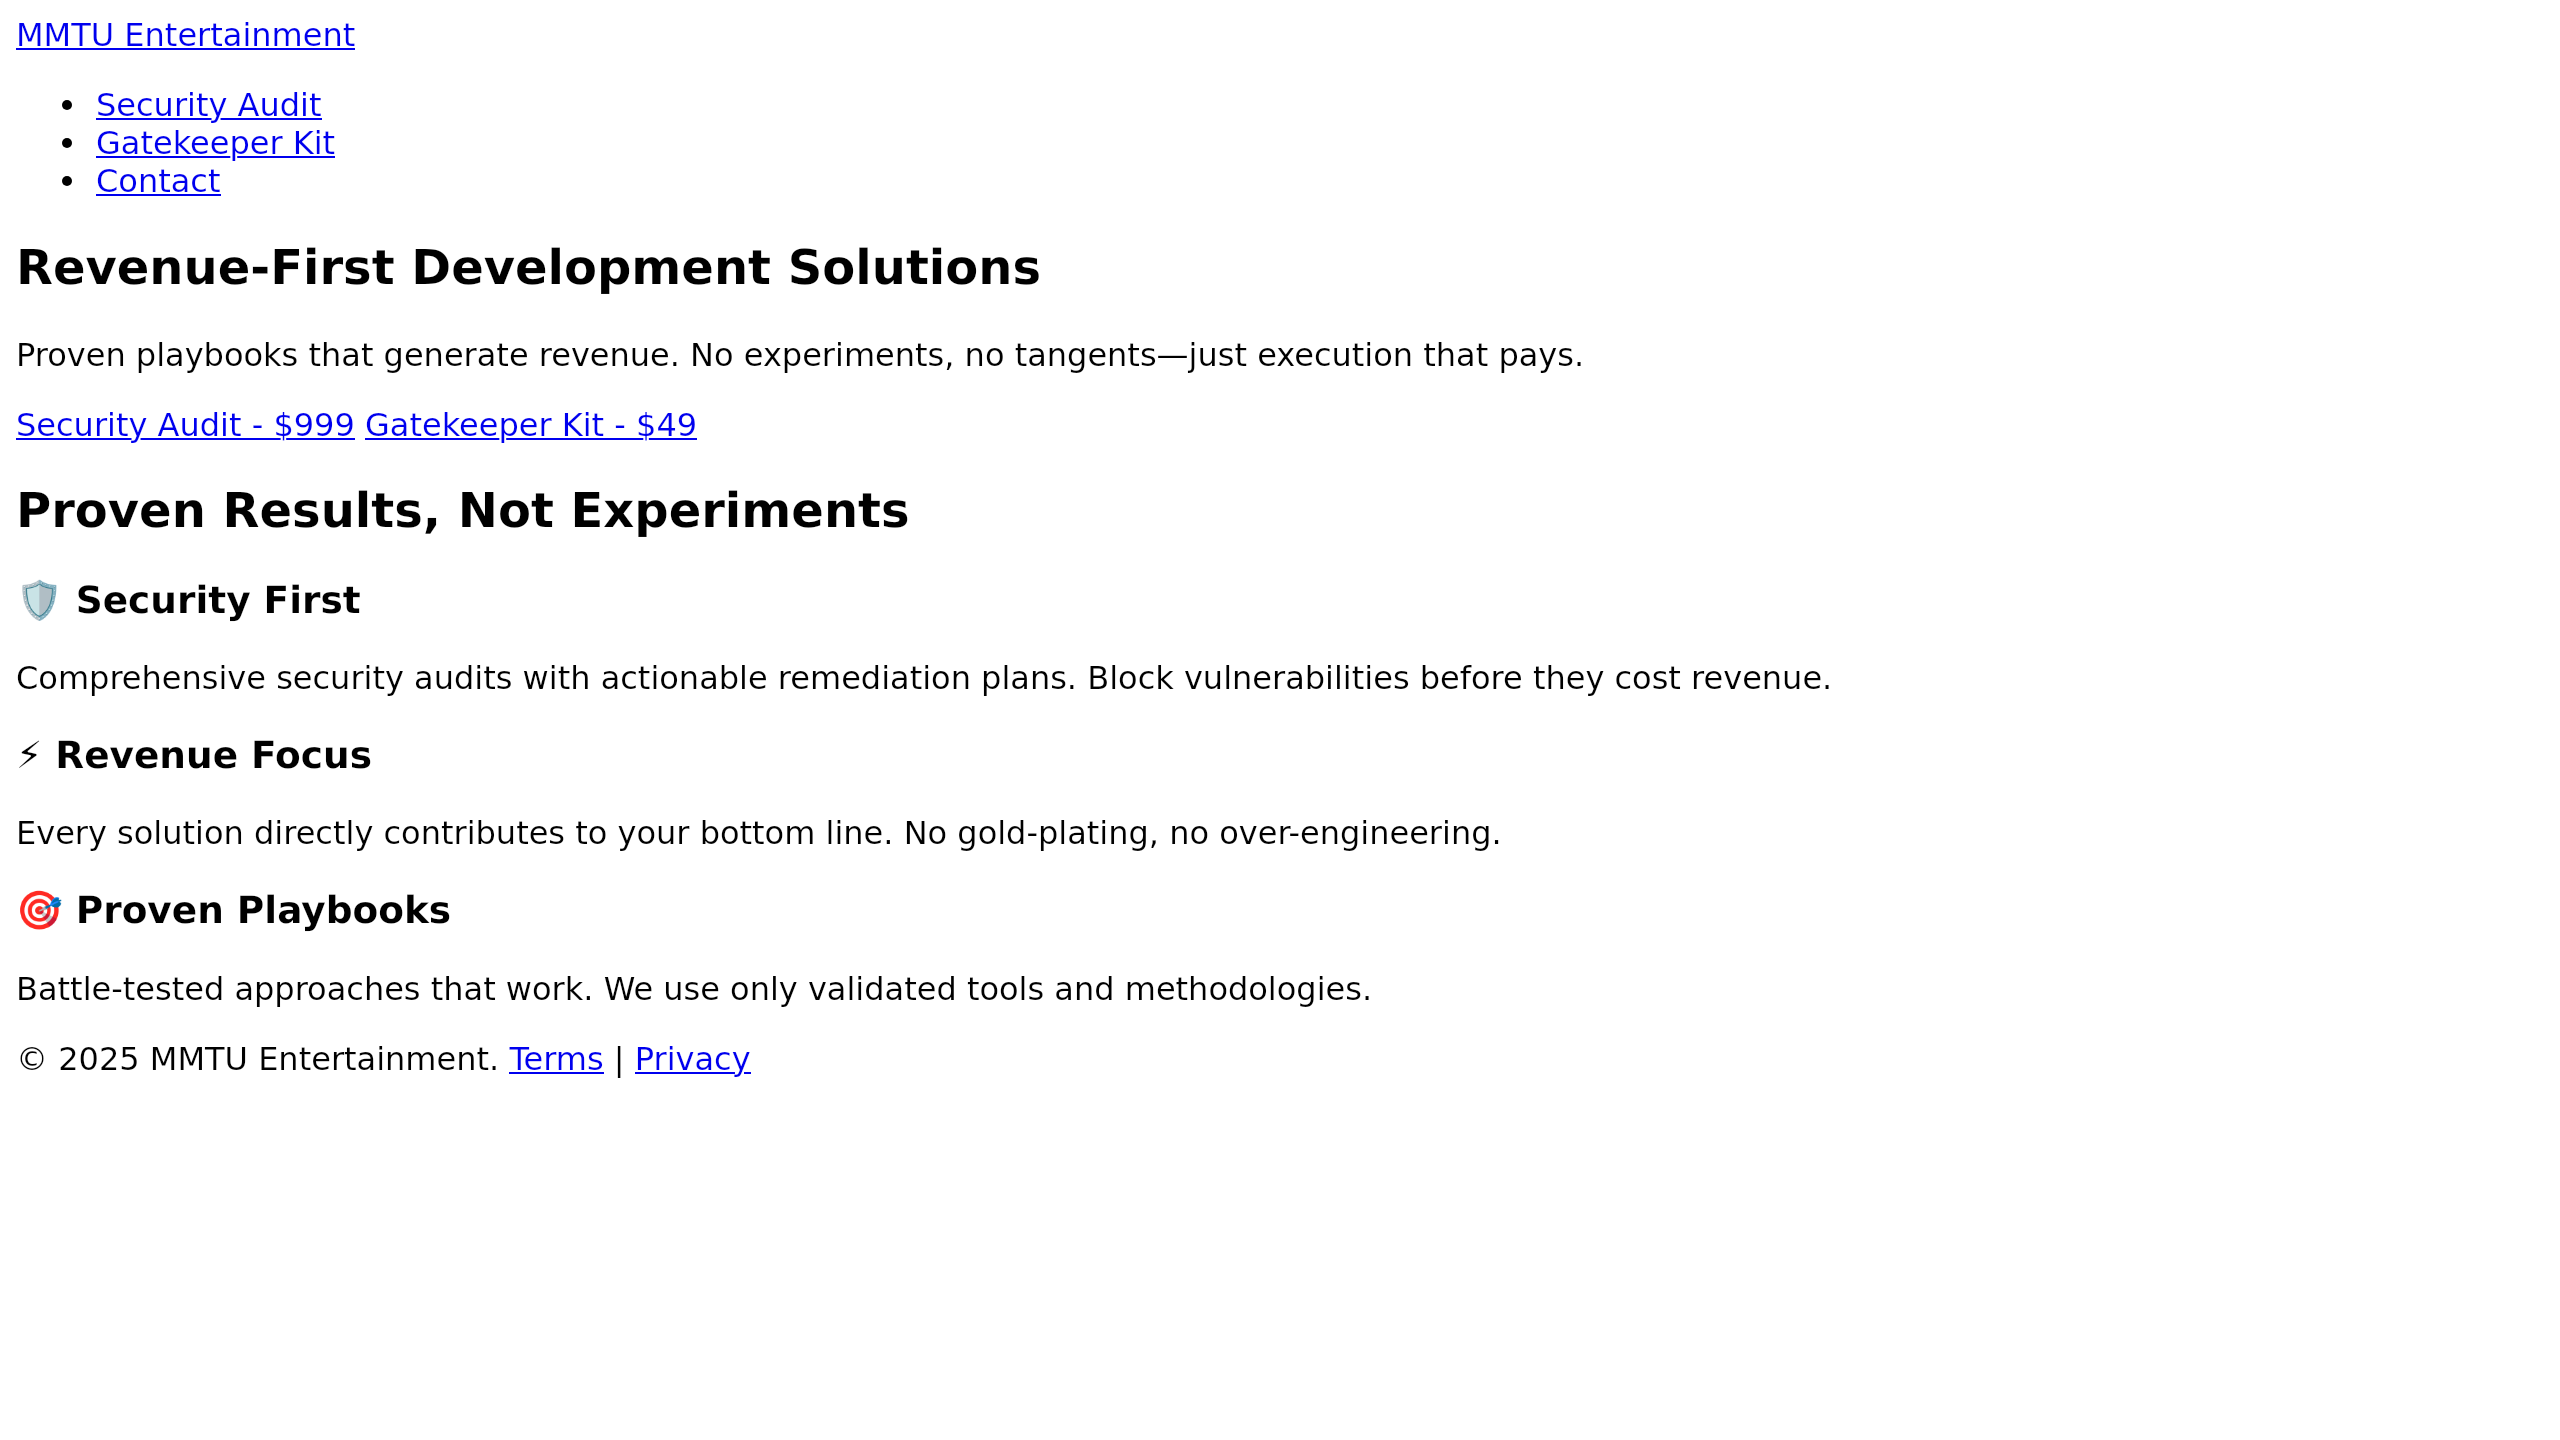 MMTU Entertainment
• Security Audit
• Gatekeeper Kit
• Contact
Revenue-First Development Solutions
Proven playbooks that generate revenue. No experiments, no tangents—just execution that pays.
Security Audit - $999 Gatekeeper Kit - $49
Proven Results, Not Experiments
🛡️ Security First
Comprehensive security audits with actionable remediation plans. Block vulnerabilities before they cost revenue.
⚡ Revenue Focus
Every solution directly contributes to your bottom line. No gold-plating, no over-engineering.
🎯 Proven Playbooks
Battle-tested approaches that work. We use only validated tools and methodologies.
© 2025 MMTU Entertainment. Terms | Privacy